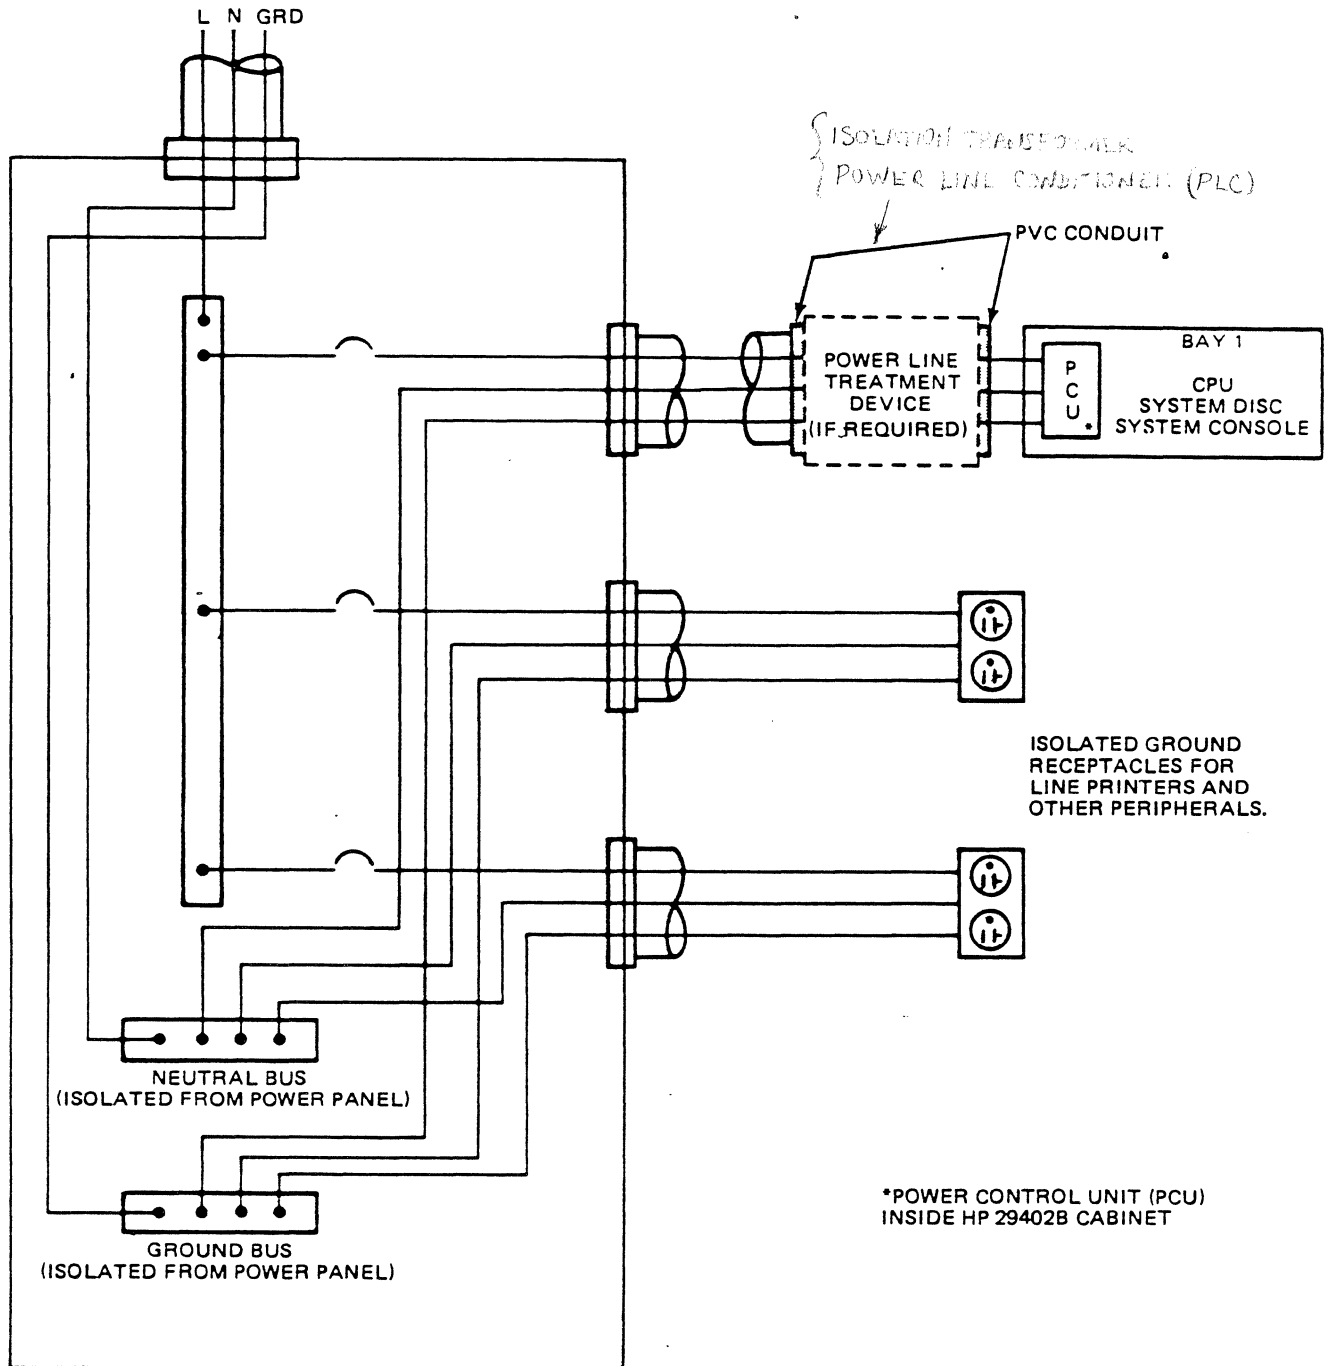 L N GRD
ISOLATION TRANSFORMER
POWER LINE CONDITIONER (PLC)
PVC CONDUIT
POWER LINE
TREATMENT
DEVICE
(IF REQUIRED)
P
C
U
*
BAY 1
CPU
SYSTEM DISC
SYSTEM CONSOLE
ISOLATED GROUND
RECEPTACLES FOR
LINE PRINTERS AND
OTHER PERIPHERALS.
NEUTRAL BUS
(ISOLATED FROM POWER PANEL)
*POWER CONTROL UNIT (PCU)
INSIDE HP 29402B CABINET
GROUND BUS
(ISOLATED FROM POWER PANEL)